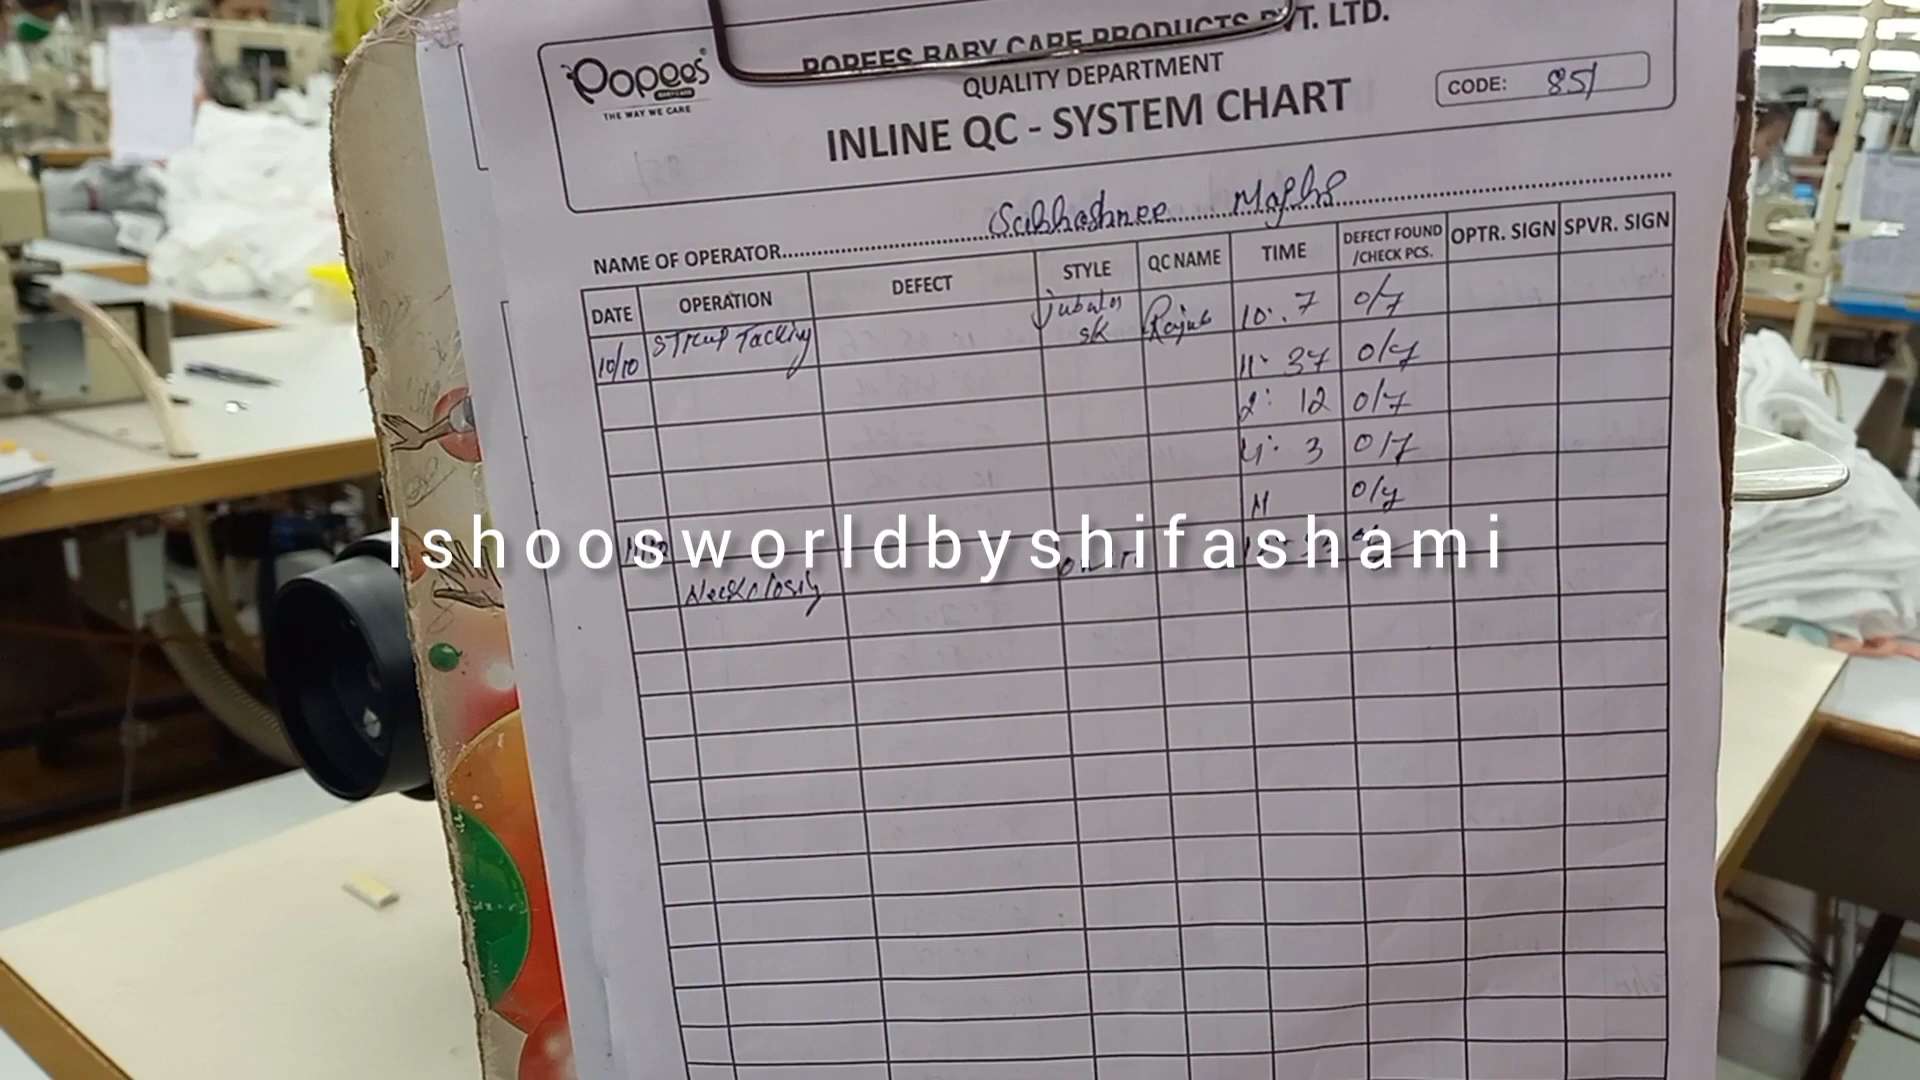 Popees®
BABYCARE
THE WAY WE CARE
POPEES BABY CARE PRODUCTS PVT. LTD.
QUALITY DEPARTMENT
INLINE QC - SYSTEM CHART
CODE: 851
NAME OF OPERATOR Subhashree
DATE OPERATION DEFECT STYLE QC NAME TIME DEFECT FOUND /CHECK PCS. OPTR. SIGN SPVR. SIGN
10/10 Strap Tacking SK 10:.7 0/7
11: 37 0/7
2: 12 0/7
4: 3 0/7
0/7
Ishoosworldbyshifashami